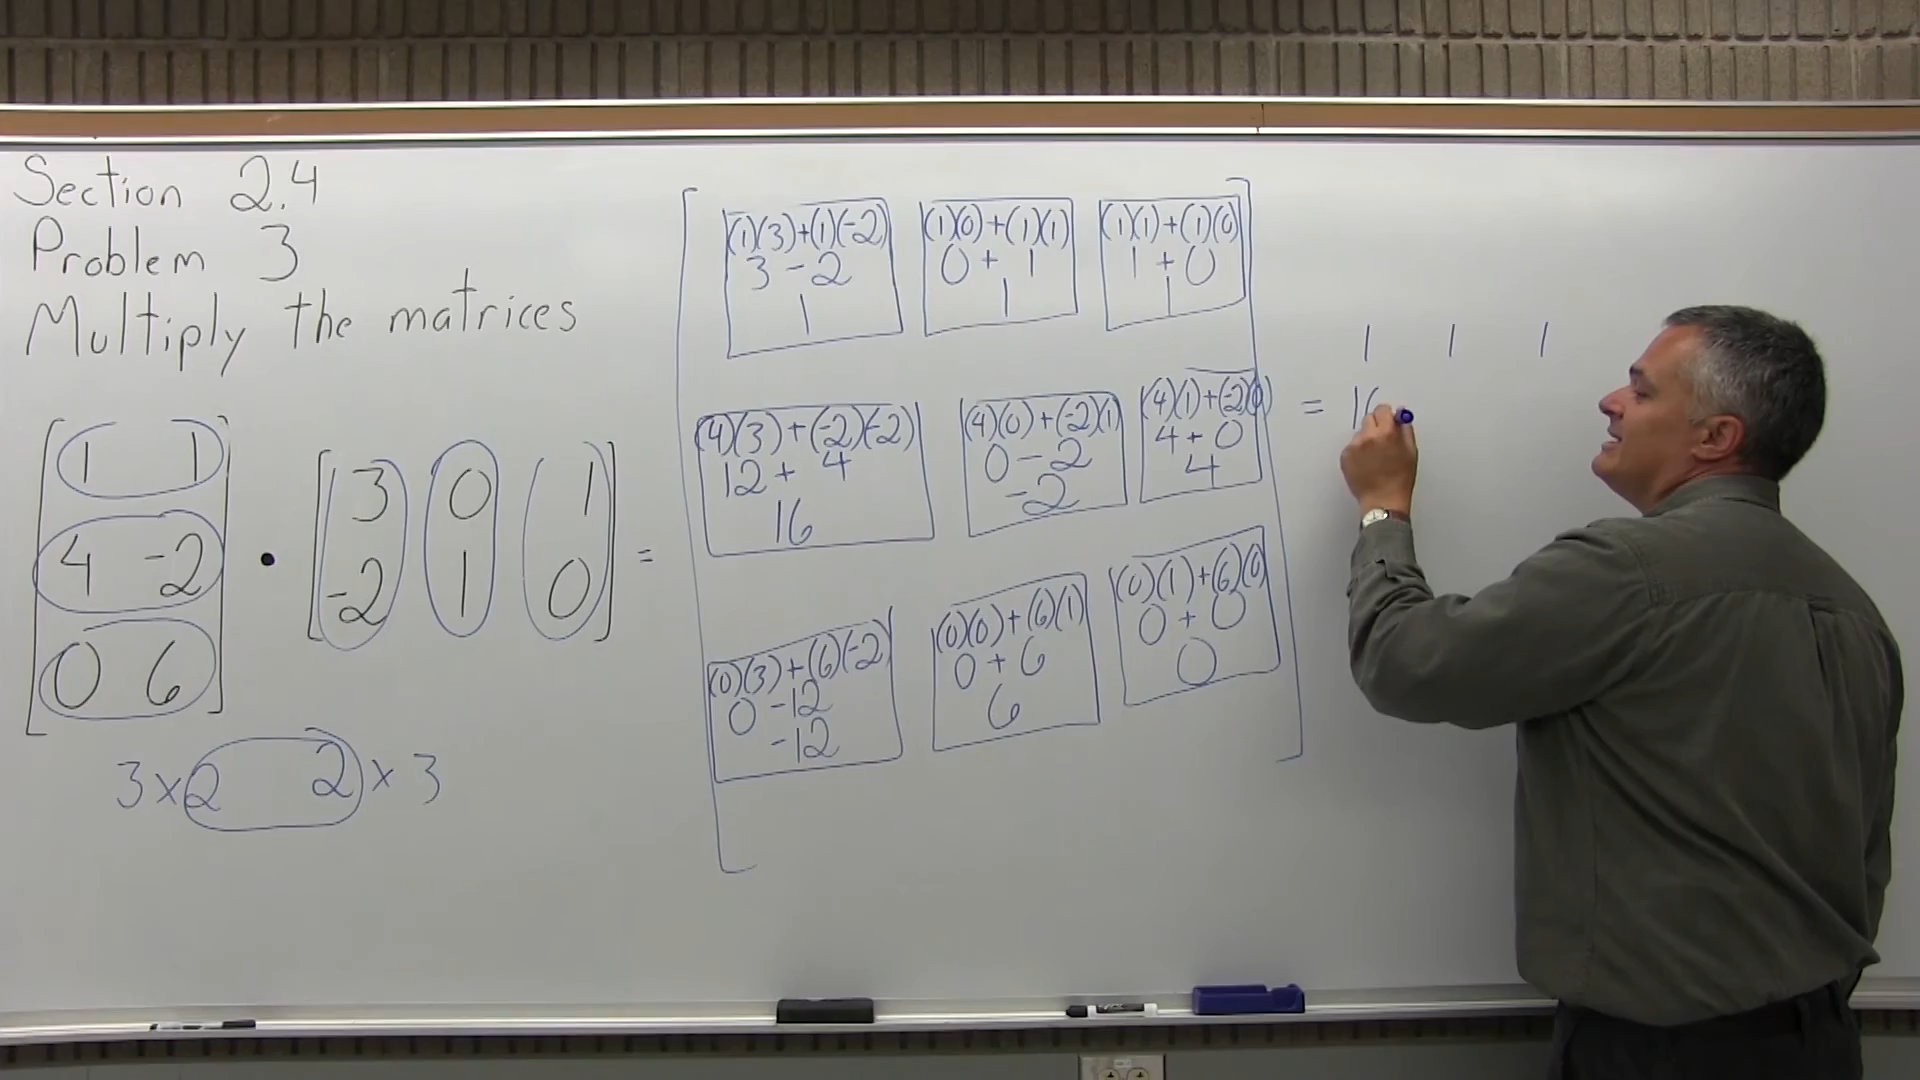 Section 2.4
Problem 3
Multiply the matrices
1 1
4 -2
0 6
•
3 0 1
-2 1 0
=
3×2 2×3
(1)(3)+(1)(-2) (1)(0)+(1)(1) (1)(1)+(1)(0)
3-2 0+1 1+0
1 1 1
(4)(3)+(-2)(-2) (4)(0)+(-2)(1) (4)(1)+(-2)(0)
12+4 0-2 4+0
16 -2 4
(0)(3)+(6)(-2) (0)(0)+(6)(1) (0)(1)+(6)(0)
0-12 0+6 0+0
-12 6 0
1 1 1
= 16